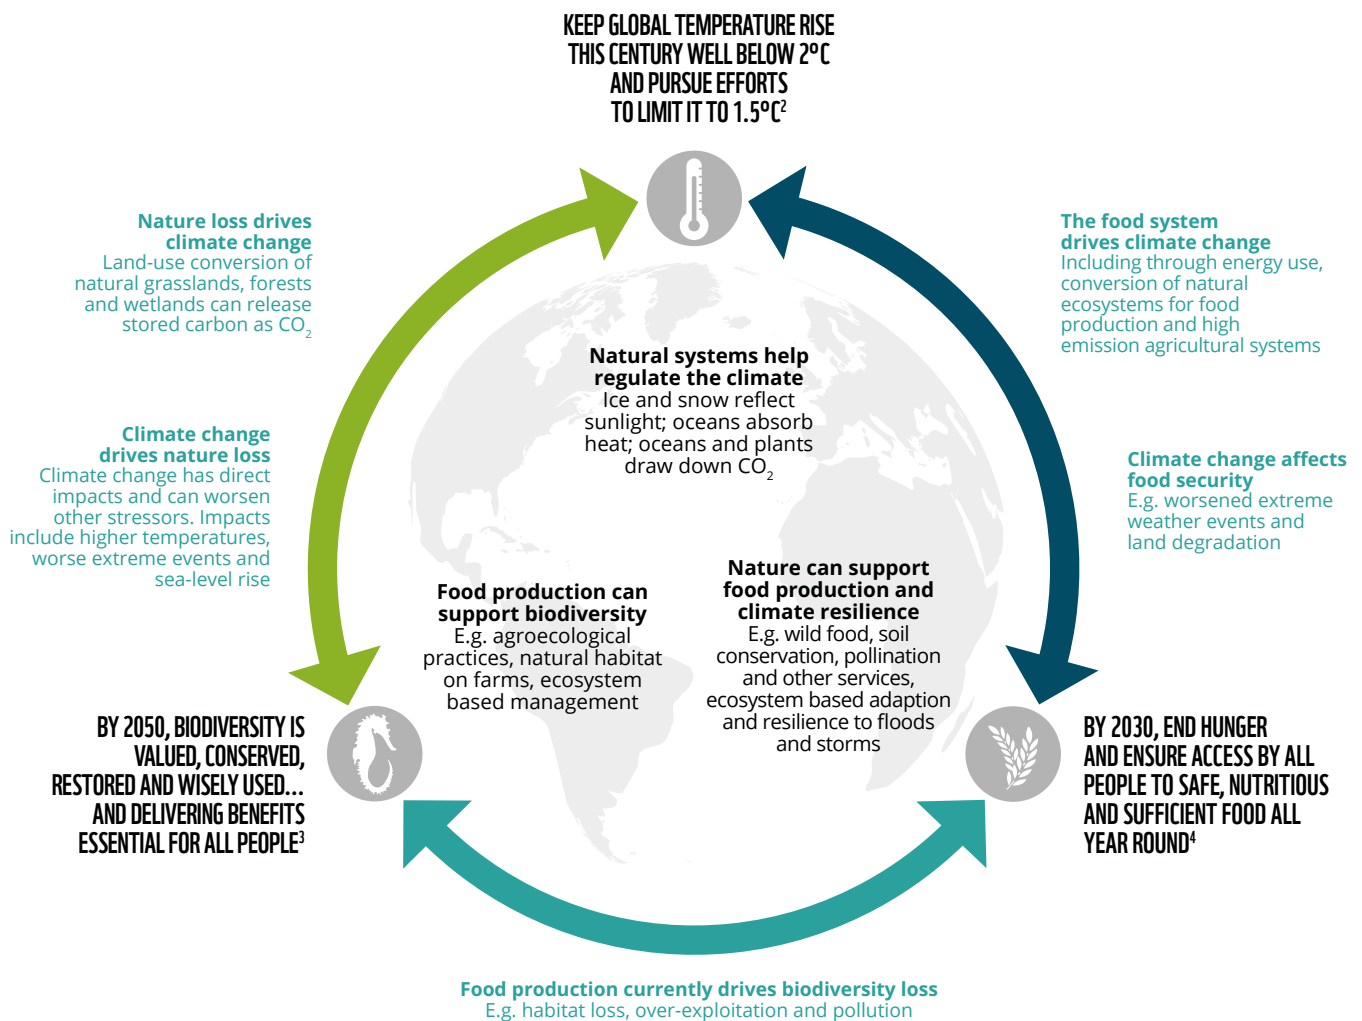 KEEP GLOBAL TEMPERATURE RISE
THIS CENTURY WELL BELOW 2ºC
AND PURSUE EFFORTS
TO LIMIT IT TO 1.5ºC²
Nature loss drives
climate change
Land-use conversion of
natural grasslands, forests
and wetlands can release
stored carbon as CO₂
The food system
drives climate change
Including through energy use,
conversion of natural
ecosystems for food
production and high
emission agricultural systems
Natural systems help
regulate the climate
Ice and snow reflect
sunlight; oceans absorb
heat; oceans and plants
draw down CO₂
Climate change
drives nature loss
Climate change has direct
impacts and can worsen
other stressors. Impacts
include higher temperatures,
worse extreme events and
sea-level rise
Climate change affects
food security
E.g. worsened extreme
weather events and
land degradation
Food production can
support biodiversity
E.g. agroecological
practices, natural habitat
on farms, ecosystem
based management
Nature can support
food production and
climate resilience
E.g. wild food, soil
conservation, pollination
and other services,
ecosystem based adaption
and resilience to floods
and storms
BY 2050, BIODIVERSITY IS
VALUED, CONSERVED,
RESTORED AND WISELY USED...
AND DELIVERING BENEFITS
ESSENTIAL FOR ALL PEOPLE³
BY 2030, END HUNGER
AND ENSURE ACCESS BY ALL
PEOPLE TO SAFE, NUTRITIOUS
AND SUFFICIENT FOOD ALL
YEAR ROUND⁴
Food production currently drives biodiversity loss
E.g. habitat loss, over-exploitation and pollution